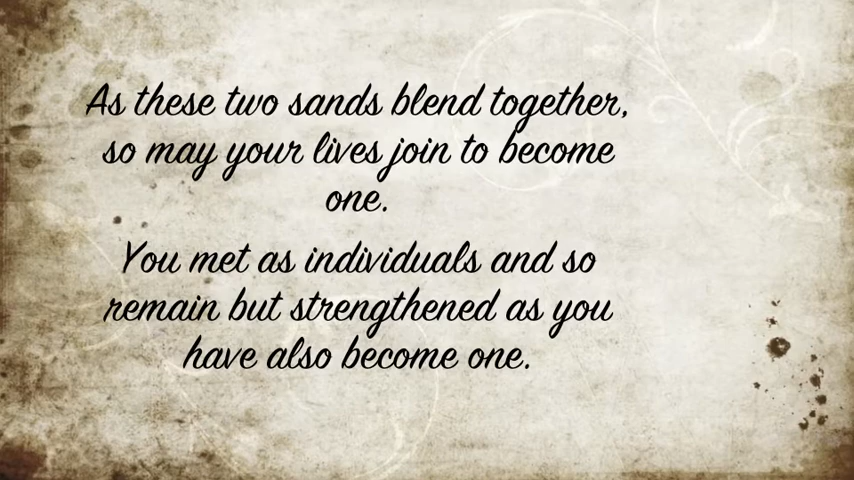 As these two sands blend together,
so may your lives join to become
one.
You met as individuals and so
remain but strengthened as you
have also become one.